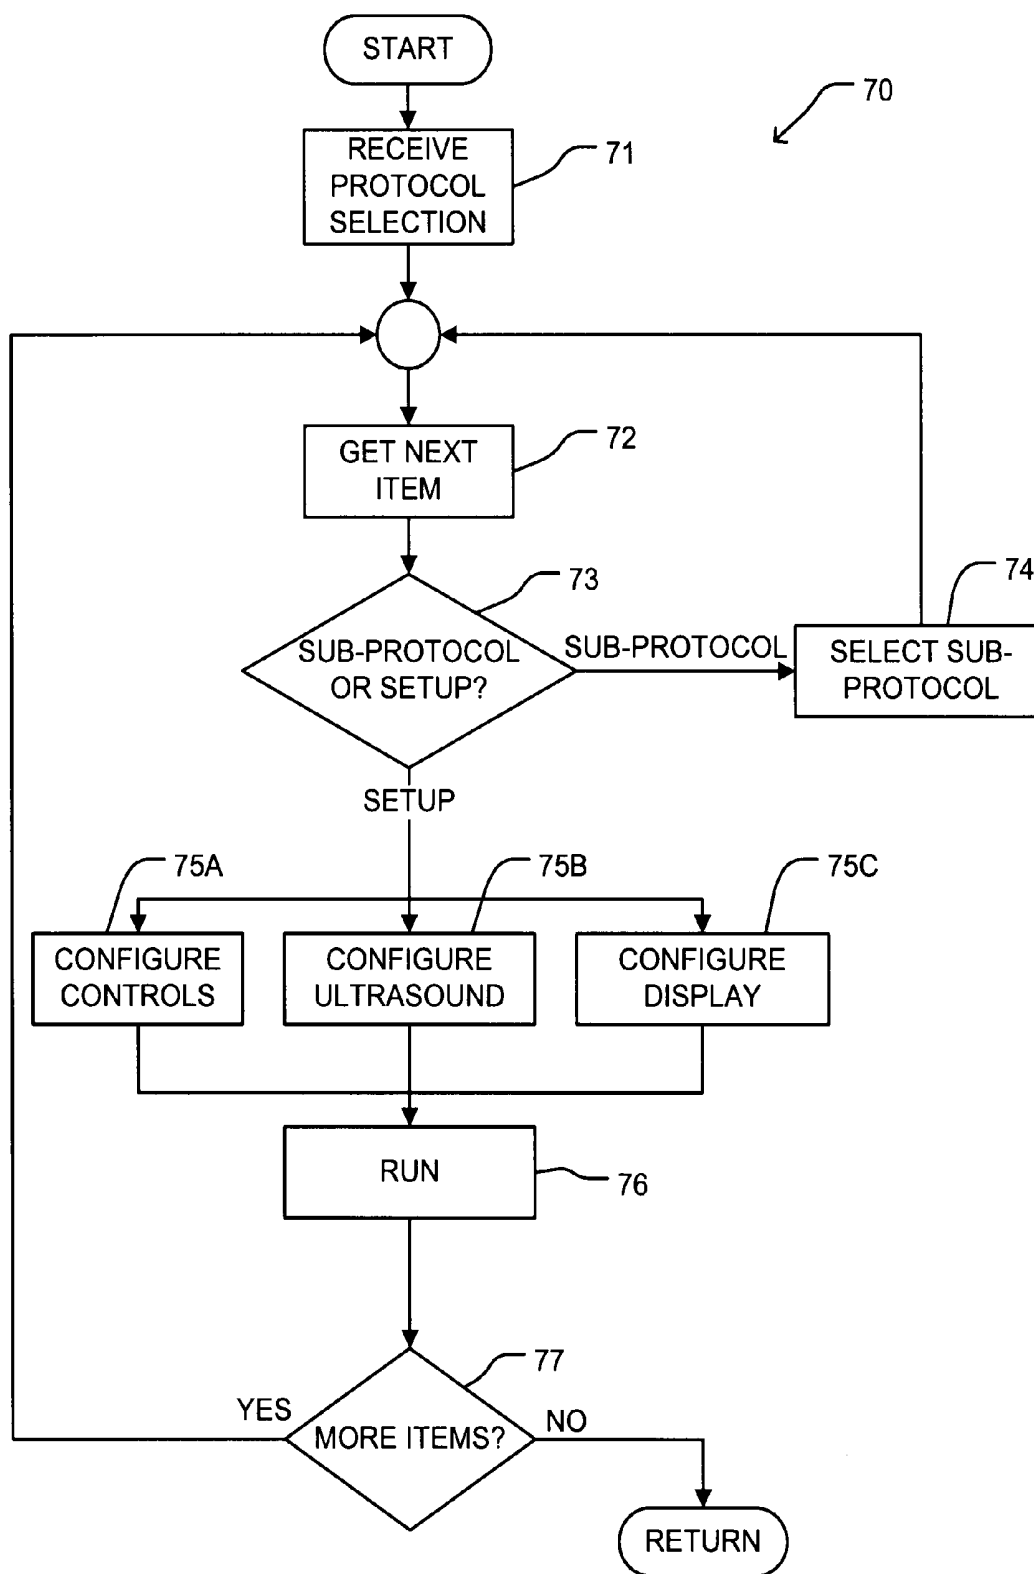 START
70
RECEIVE
PROTOCOL
SELECTION
71
GET NEXT
ITEM
72
73
SUB-PROTOCOL
OR SETUP?
SUB-PROTOCOL
74
SELECT SUB-
PROTOCOL
SETUP
75A
75B
75C
CONFIGURE
CONTROLS
CONFIGURE
ULTRASOUND
CONFIGURE
DISPLAY
RUN
76
77
YES
MORE ITEMS?
NO
RETURN